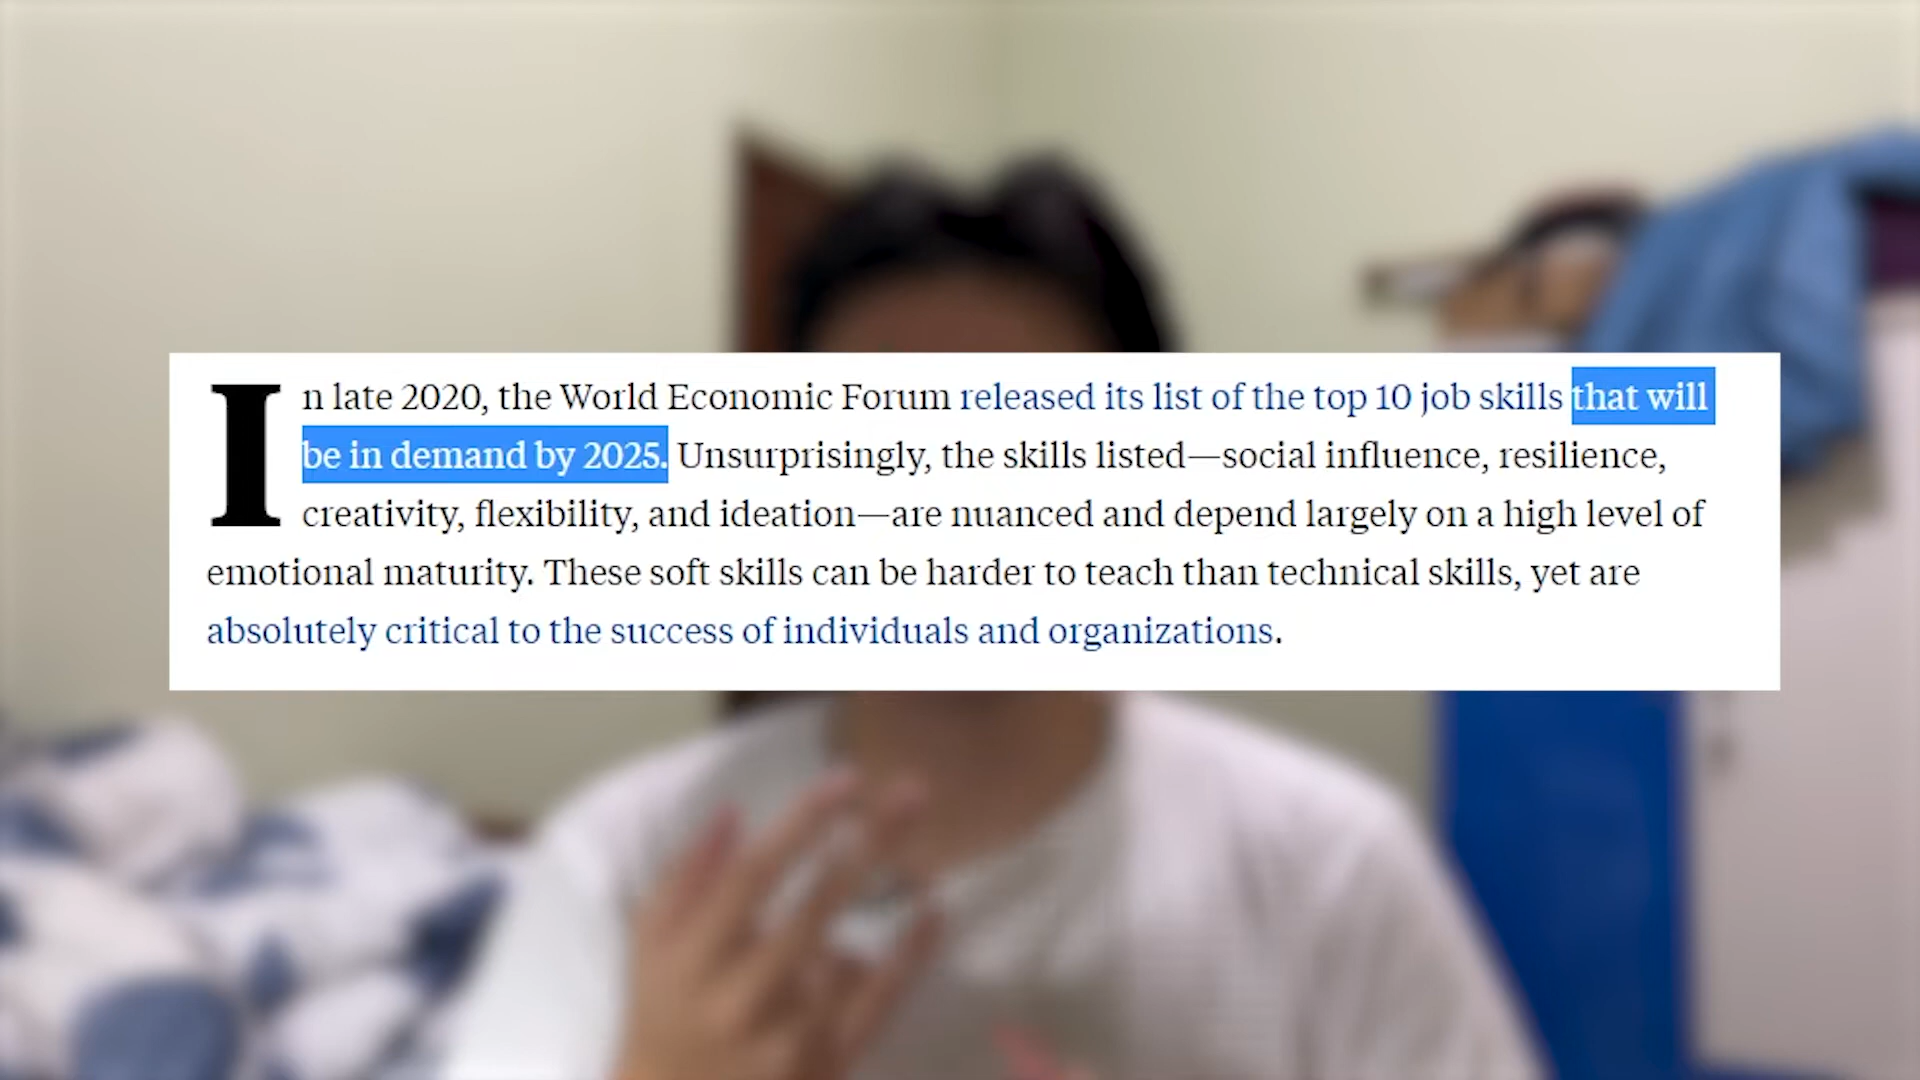 In late 2020, the World Economic Forum released its list of the top 10 job skills that will
be in demand by 2025. Unsurprisingly, the skills listed—social influence, resilience,
creativity, flexibility, and ideation—are nuanced and depend largely on a high level of
emotional maturity. These soft skills can be harder to teach than technical skills, yet are
absolutely critical to the success of individuals and organizations.